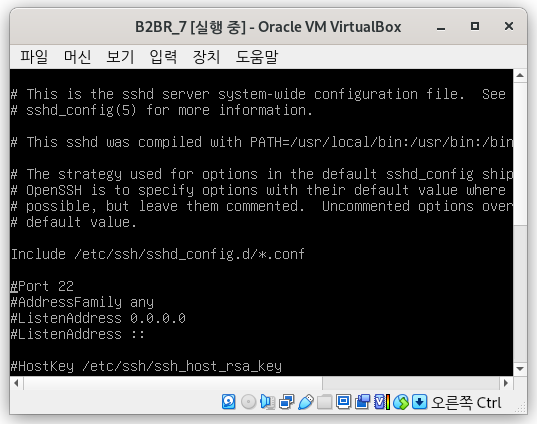 B2BR_7 [실행 중] - Oracle VM VirtualBox
파일 머신 보기 입력 장치 도움말
# This is the sshd server system-wide configuration file.  See
# sshd_config(5) for more information.
# This sshd was compiled with PATH=/usr/local/bin:/usr/bin:/bin
# The strategy used for options in the default sshd_config ship
# OpenSSH is to specify options with their default value where
# possible, but leave them commented.  Uncommented options over
# default value.
Include /etc/ssh/sshd_config.d/*.conf
#Port 22
#AddressFamily any
#ListenAddress 0.0.0.0
#ListenAddress ::
#HostKey /etc/ssh/ssh_host_rsa_key
오른쪽 Ctrl